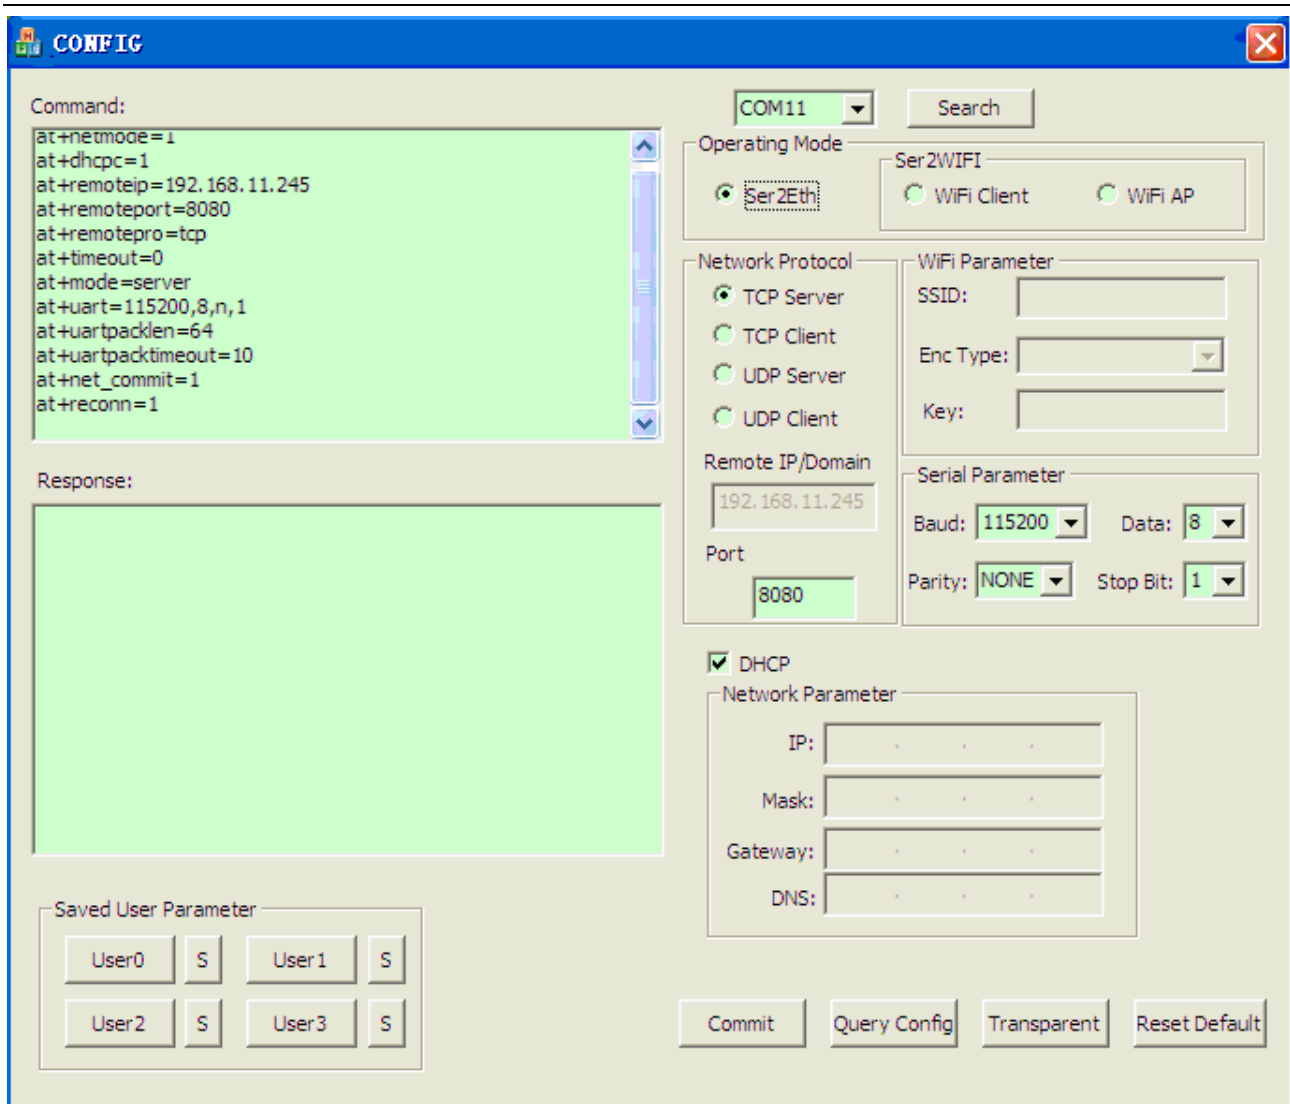 CONFIG
Command:
at+netmode=1
at+dhcpc=1
at+remoteip=192.168.11.245
at+remoteport=8080
at+remotepro=tcp
at+timeout=0
at+mode=server
at+uart=115200,8,n,1
at+uartpacklen=64
at+uartpacktimeout=10
at+net_commit=1
at+reconn=1
Response:
Saved User Parameter
User0 S User1 S
User2 S User3 S
COM11 Search
Operating Mode
Ser2Eth
Ser2WIFI
WiFi Client WiFi AP
Network Protocol
TCP Server
TCP Client
UDP Server
UDP Client
Remote IP/Domain
192.168.11.245
Port
8080
WiFi Parameter
SSID:
Enc Type:
Key:
Serial Parameter
Baud: 115200 Data: 8
Parity: NONE Stop Bit: 1
DHCP
Network Parameter
IP: . . .
Mask: . . .
Gateway: . . .
DNS: . . .
Commit Query Config Transparent Reset Default